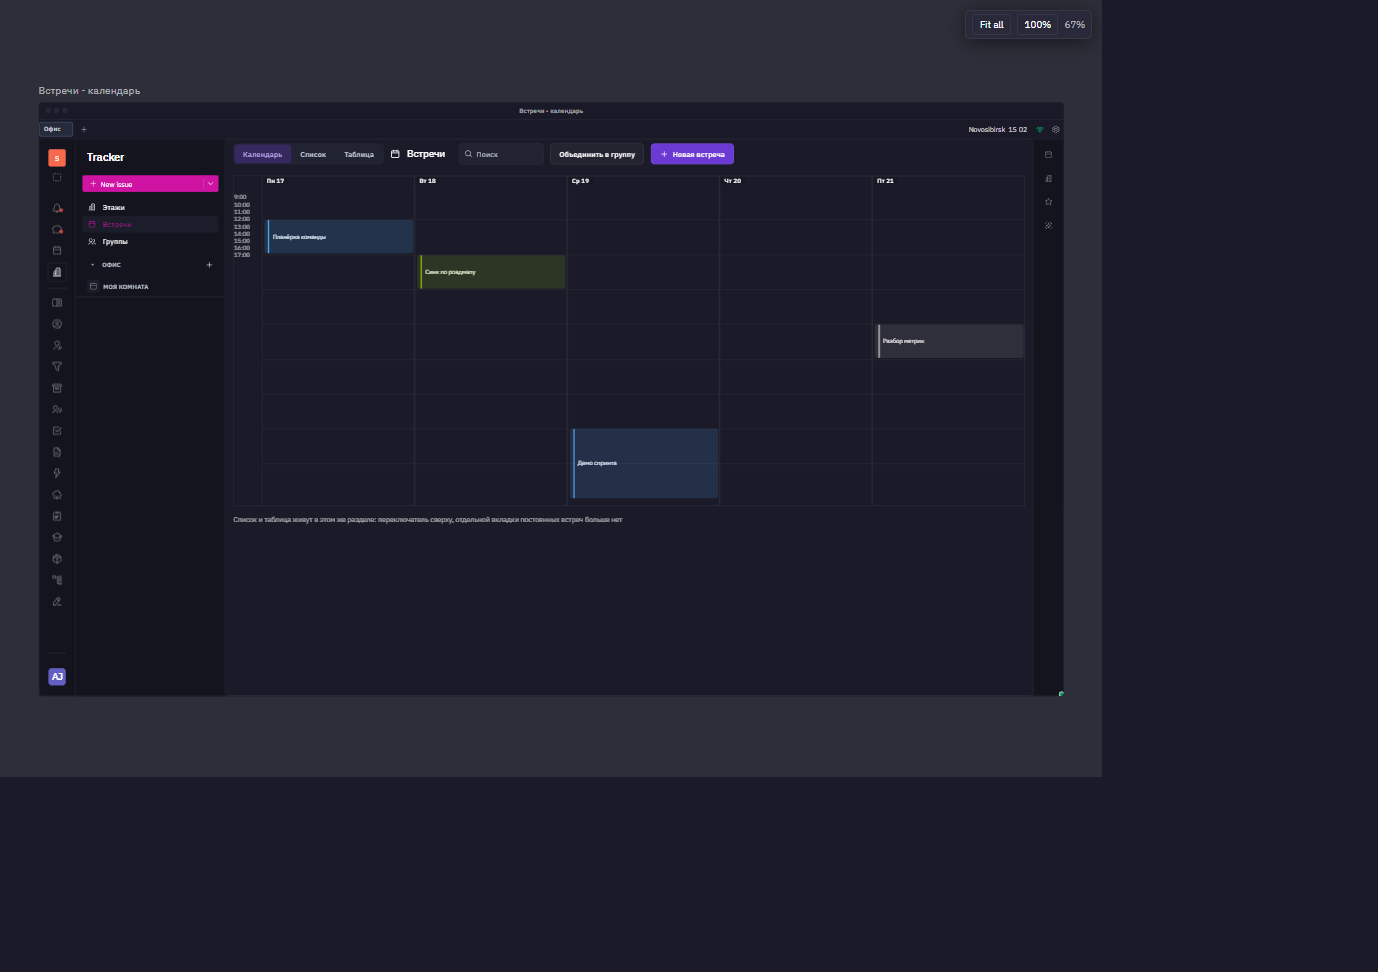 Fit all 100% 67%
Встречи - календарь
Встречи - календарь
Офис
Novosibirsk 15 02
S
Tracker
Календарь Список Таблица Встречи Поиск Объединить в группу Новая встреча
New issue
Пн 17 Вт 18 Ср 19 Чт 20 Пт 21
9:00
10:00
11:00
12:00
13:00
14:00
15:00
16:00
17:00
Этажи
Встречи
Группы
ОФИС
МОЯ КОМНАТА
Планёрка команды
Синк по роадмапу
Разбор метрик
Демо спринта
Список и таблица живут в этом же разделе: переключатель сверху, отдельной вкладки постоянных встреч больше нет
AJ